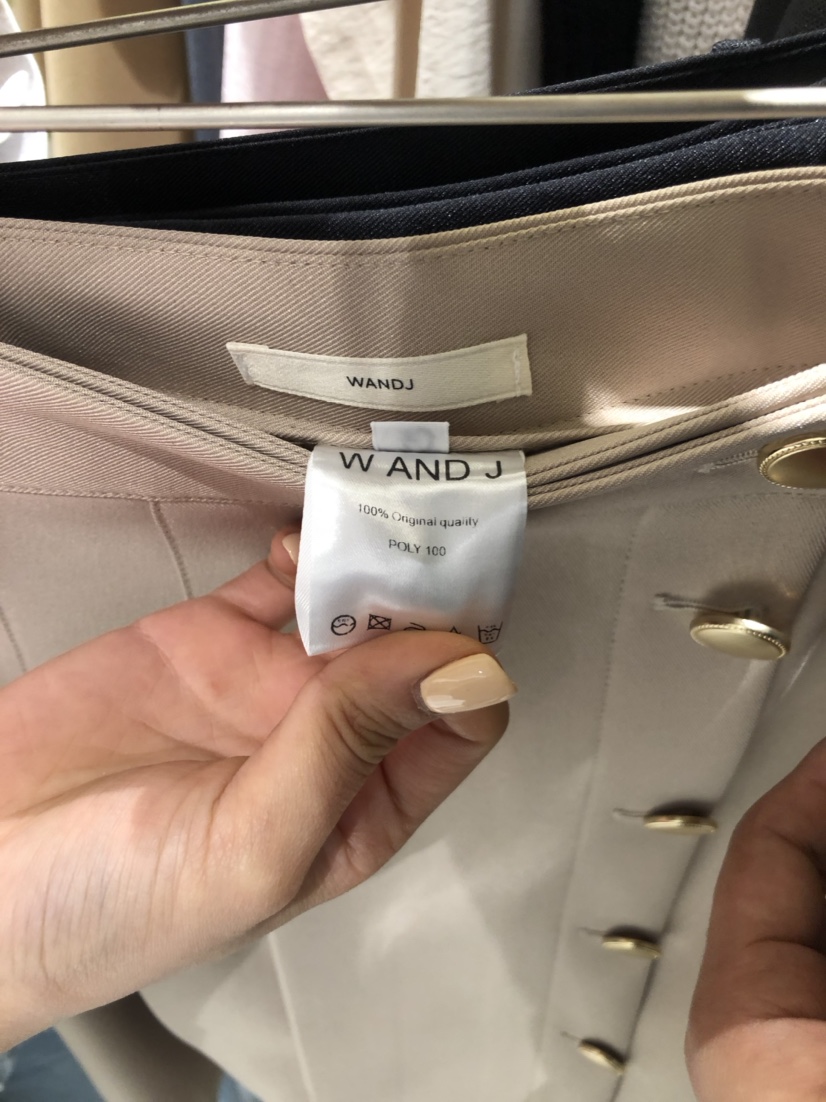 WANDJ
W AND J
100% Original quality
POLY 100